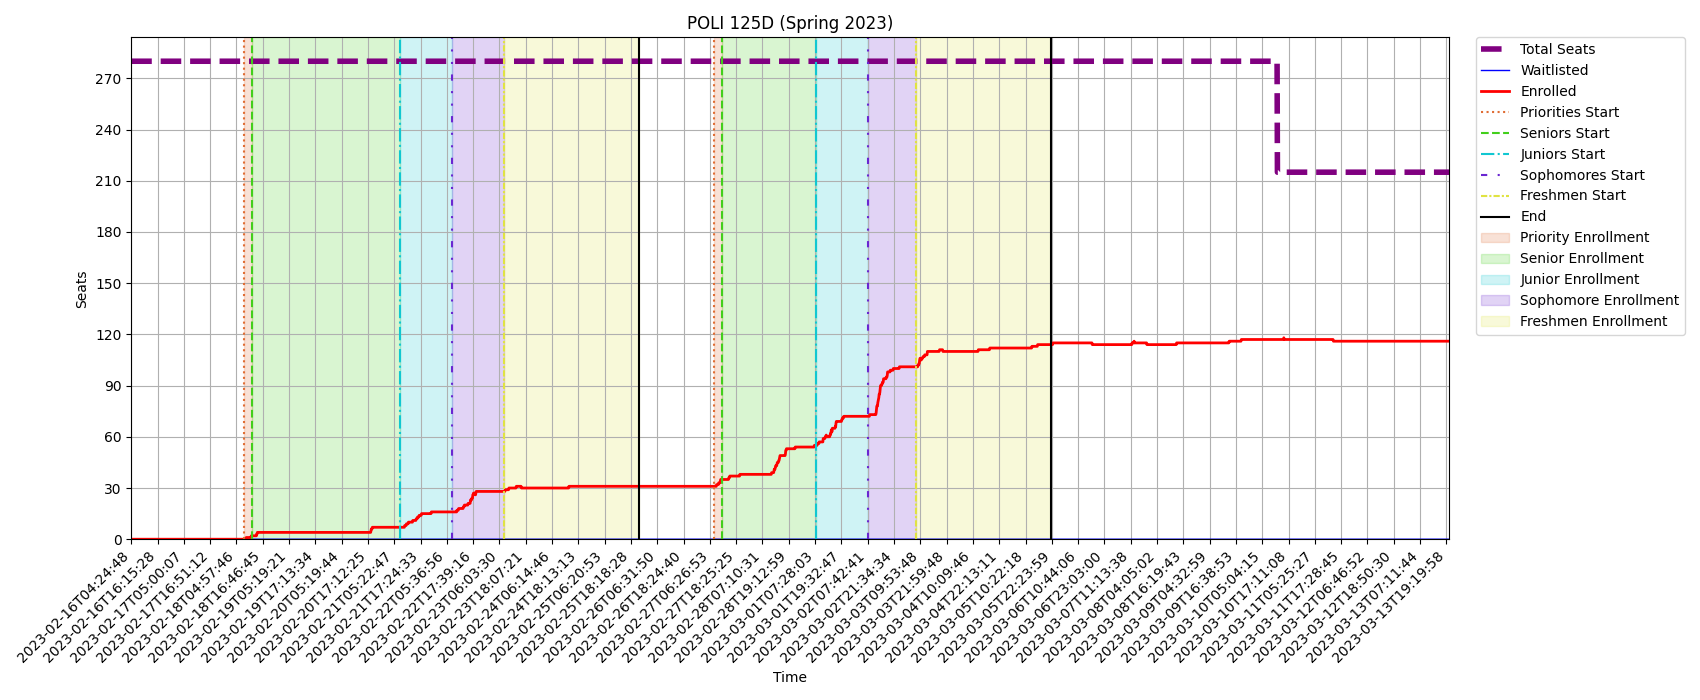 POLI 125D (Spring 2023)
Seats
270
240
210
180
150
120
90
60
30
0
2023-02-16T04:24:48
2023-02-16T16:15:28
2023-02-17T05:00:07
2023-02-17T16:51:12
2023-02-18T04:57:46
2023-02-18T16:46:45
2023-02-19T05:19:21
2023-02-19T17:13:34
2023-02-20T05:19:44
2023-02-20T17:12:25
2023-02-21T05:22:47
2023-02-21T17:24:33
2023-02-22T05:36:56
2023-02-22T17:39:16
2023-02-23T06:03:30
2023-02-23T18:07:21
2023-02-24T06:14:46
2023-02-24T18:13:13
2023-02-25T06:20:53
2023-02-25T18:18:28
2023-02-26T06:31:50
2023-02-26T18:24:40
2023-02-27T06:26:53
2023-02-27T18:25:25
2023-02-28T07:10:31
2023-02-28T19:12:59
2023-03-01T07:28:03
2023-03-01T19:32:47
2023-03-02T07:42:41
2023-03-02T21:34:34
2023-03-03T09:53:48
2023-03-03T21:59:48
2023-03-04T10:09:46
2023-03-04T22:13:11
2023-03-05T10:22:18
2023-03-05T22:23:59
2023-03-06T10:44:06
2023-03-06T23:03:00
2023-03-07T11:13:38
2023-03-08T04:05:02
2023-03-08T16:19:43
2023-03-09T04:32:59
2023-03-09T16:38:53
2023-03-10T05:04:15
2023-03-10T17:11:08
2023-03-11T05:25:27
2023-03-11T17:28:45
2023-03-12T06:46:52
2023-03-12T18:50:30
2023-03-13T07:11:44
2023-03-13T19:19:58
Time
Total Seats
Waitlisted
Enrolled
Priorities Start
Seniors Start
Juniors Start
Sophomores Start
Freshmen Start
End
Priority Enrollment
Senior Enrollment
Junior Enrollment
Sophomore Enrollment
Freshmen Enrollment